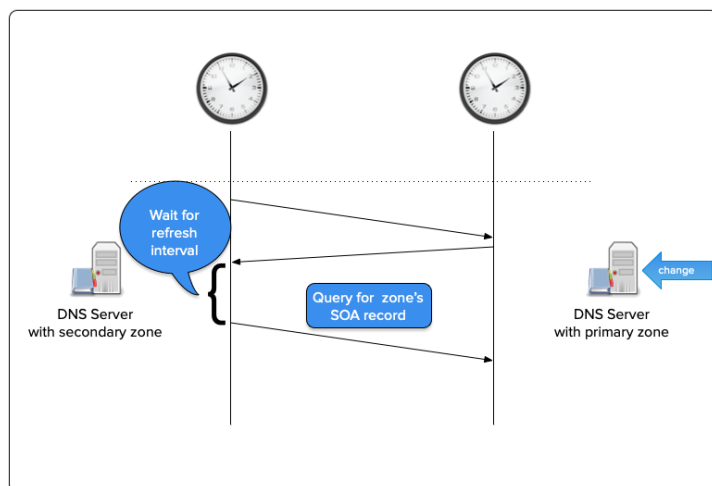 Wait for
refresh
interval
DNS Server
with secondary zone
Query for zone's
SOA record
change
DNS Server
with primary zone